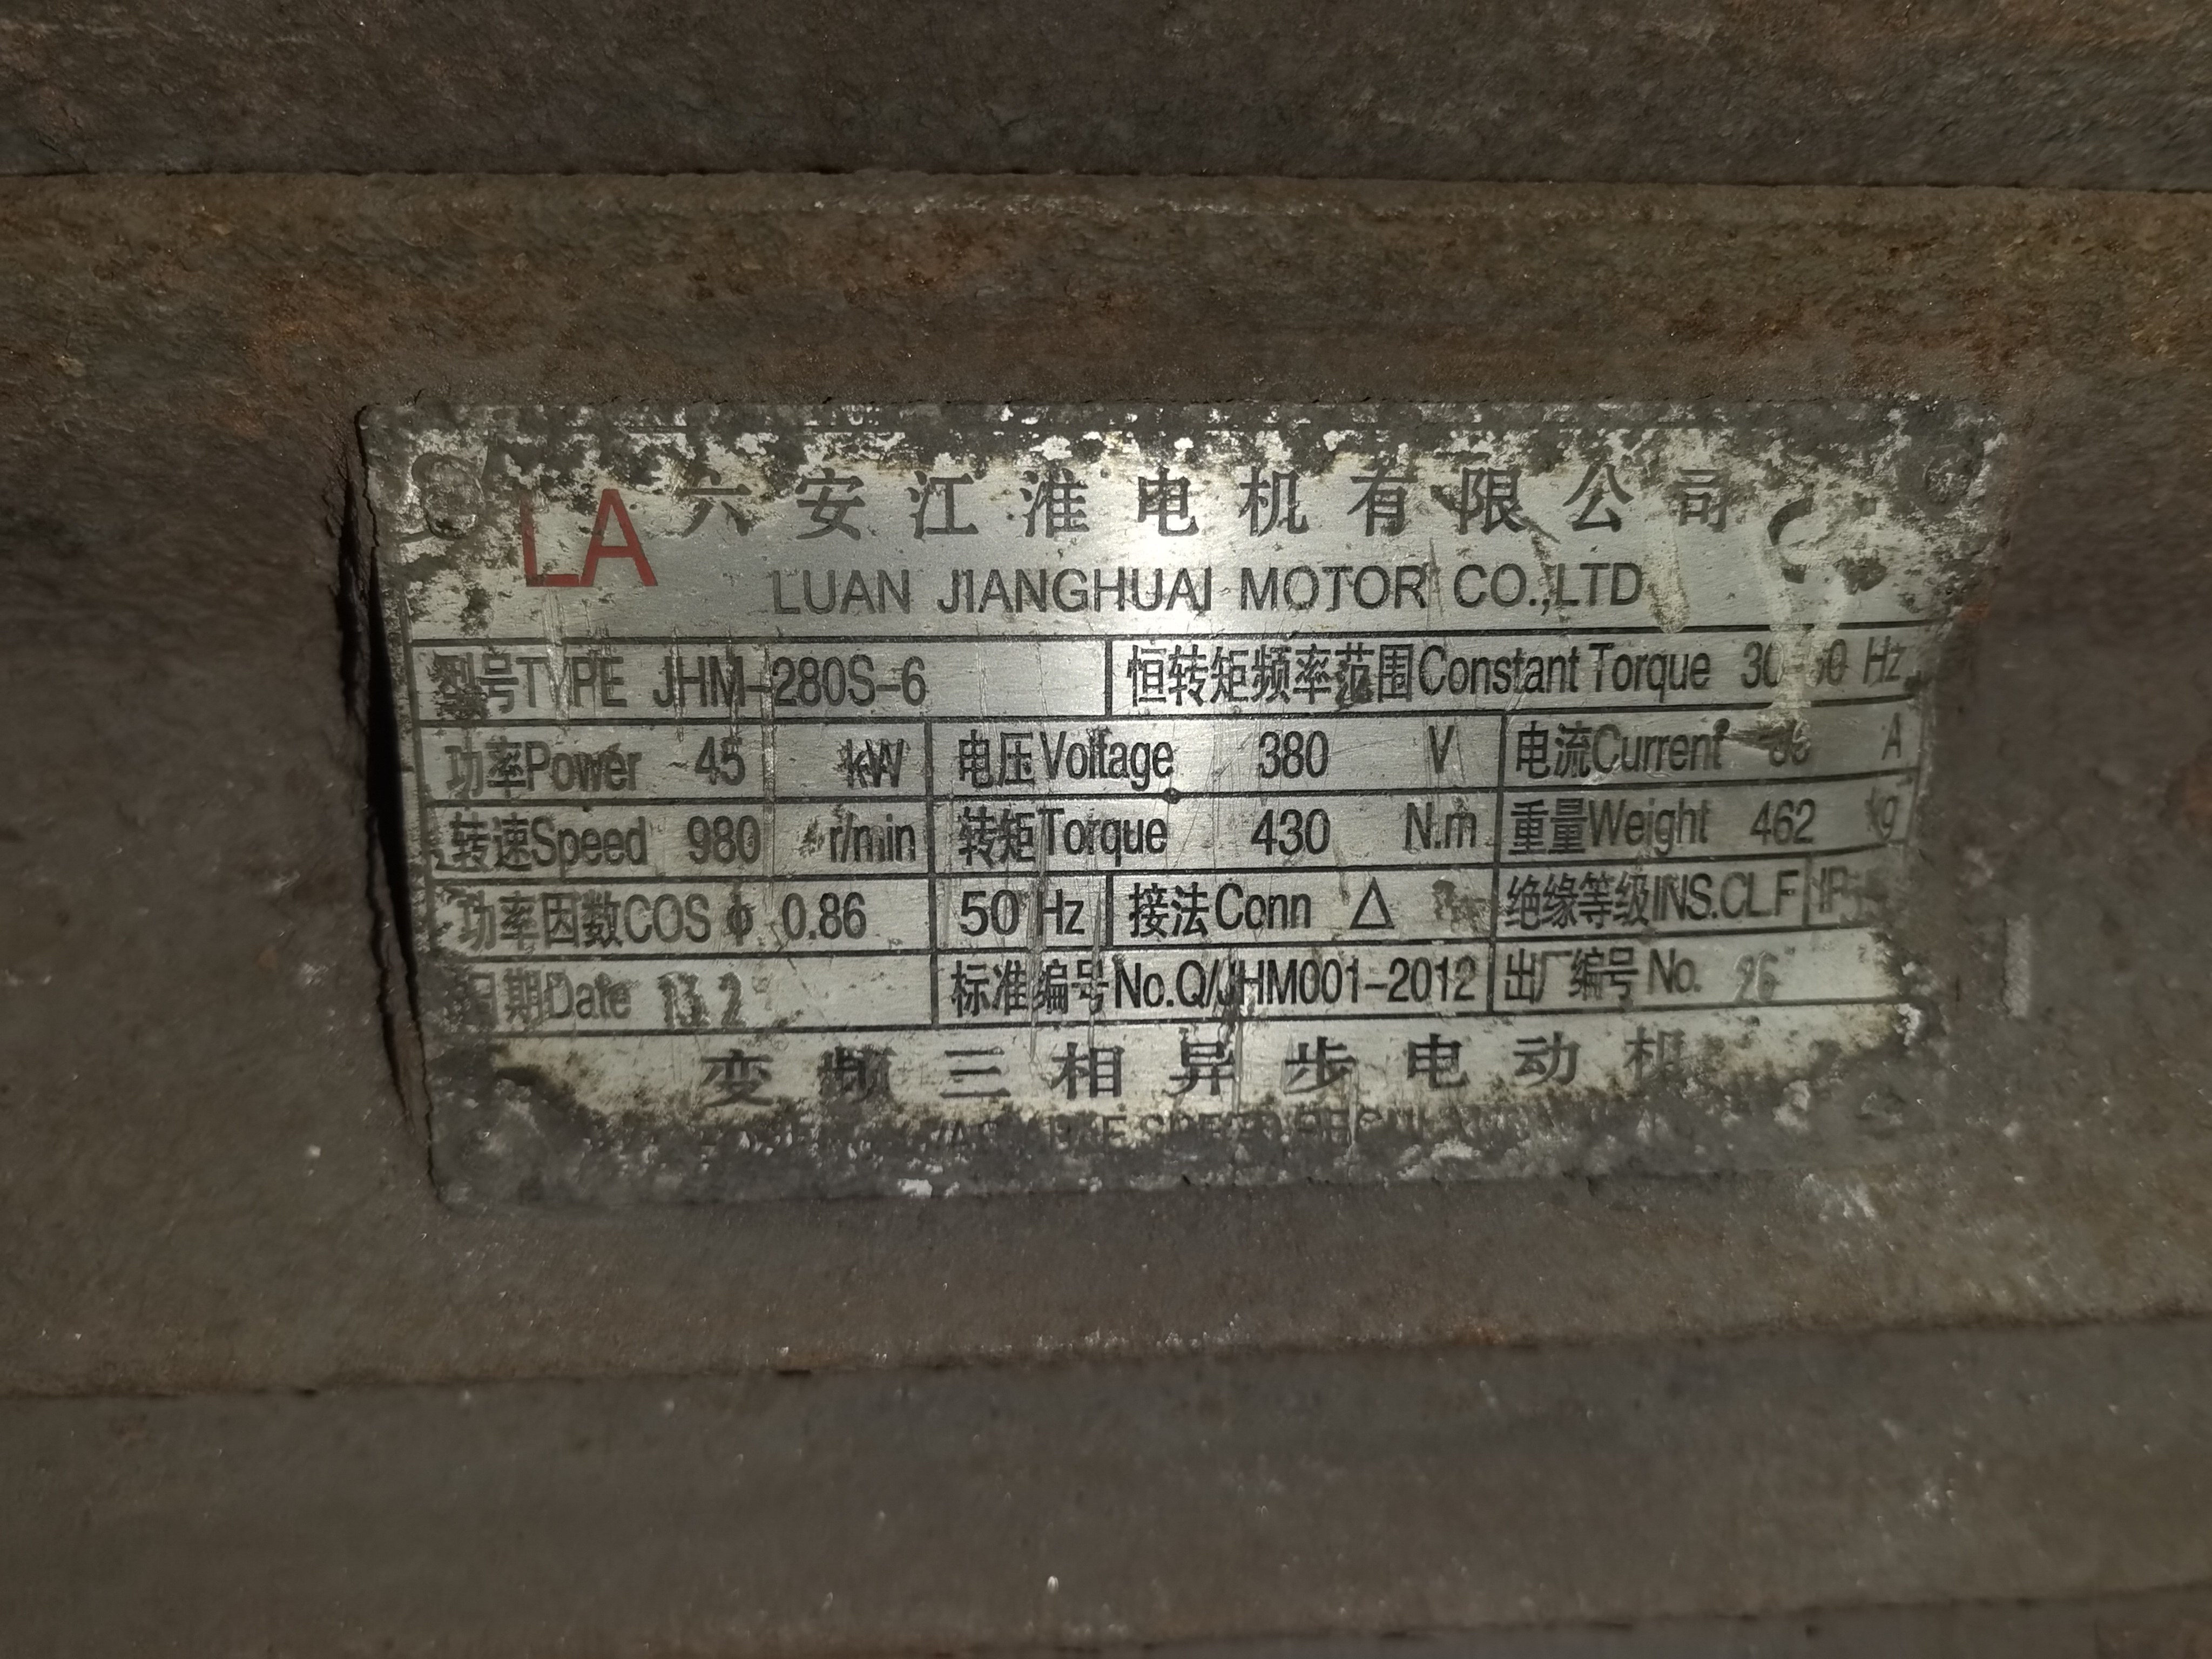 LA 六安江淮电机有限公司
LUAN JIANGHUAI MOTOR CO.,LTD
型号TYPE JHM-280S-6 恒转矩频率范围Constant Torque Hz
功率Power 45 kW 电压Voltage 380 V 电流Current A
转速Speed 980 r/min 转矩Torque 430 N.m 重量Weight 462 kg
功率因数COS ϕ 0.86 50 Hz 接法Conn △ 绝缘等级INS.CLF
日期Date 13.2 标准编号No.Q/JHM001-2012 出厂编号No. 96
变频三相异步电动机